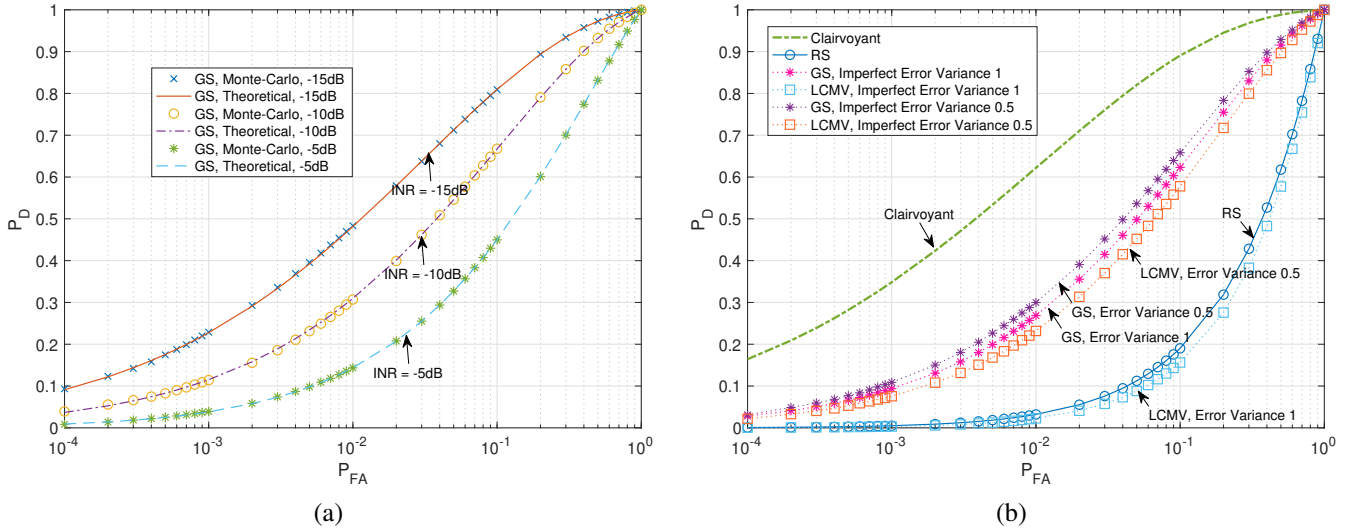 1
0.9
0.8
0.7
0.6
0.5
0.4
0.3
0.2
0.1
0
P_D
GS, Monte-Carlo, -15dB
GS, Theoretical, -15dB
GS, Monte-Carlo, -10dB
GS, Theoretical, -10dB
GS, Monte-Carlo, -5dB
GS, Theoretical, -5dB
INR = -15dB
INR = -10dB
INR = -5dB
10^-4
10^-3
10^-2
10^-1
10^0
P_FA
(a)
1
0.9
0.8
0.7
0.6
0.5
0.4
0.3
0.2
0.1
0
P_D
Clairvoyant
RS
GS, Imperfect Error Variance 1
LCMV, Imperfect Error Variance 1
GS, Imperfect Error Variance 0.5
LCMV, Imperfect Error Variance 0.5
Clairvoyant
RS
LCMV, Error Variance 0.5
GS, Error Variance 0.5
GS, Error Variance 1
LCMV, Error Variance 1
10^-4
10^-3
10^-2
10^-1
10^0
P_FA
(b)